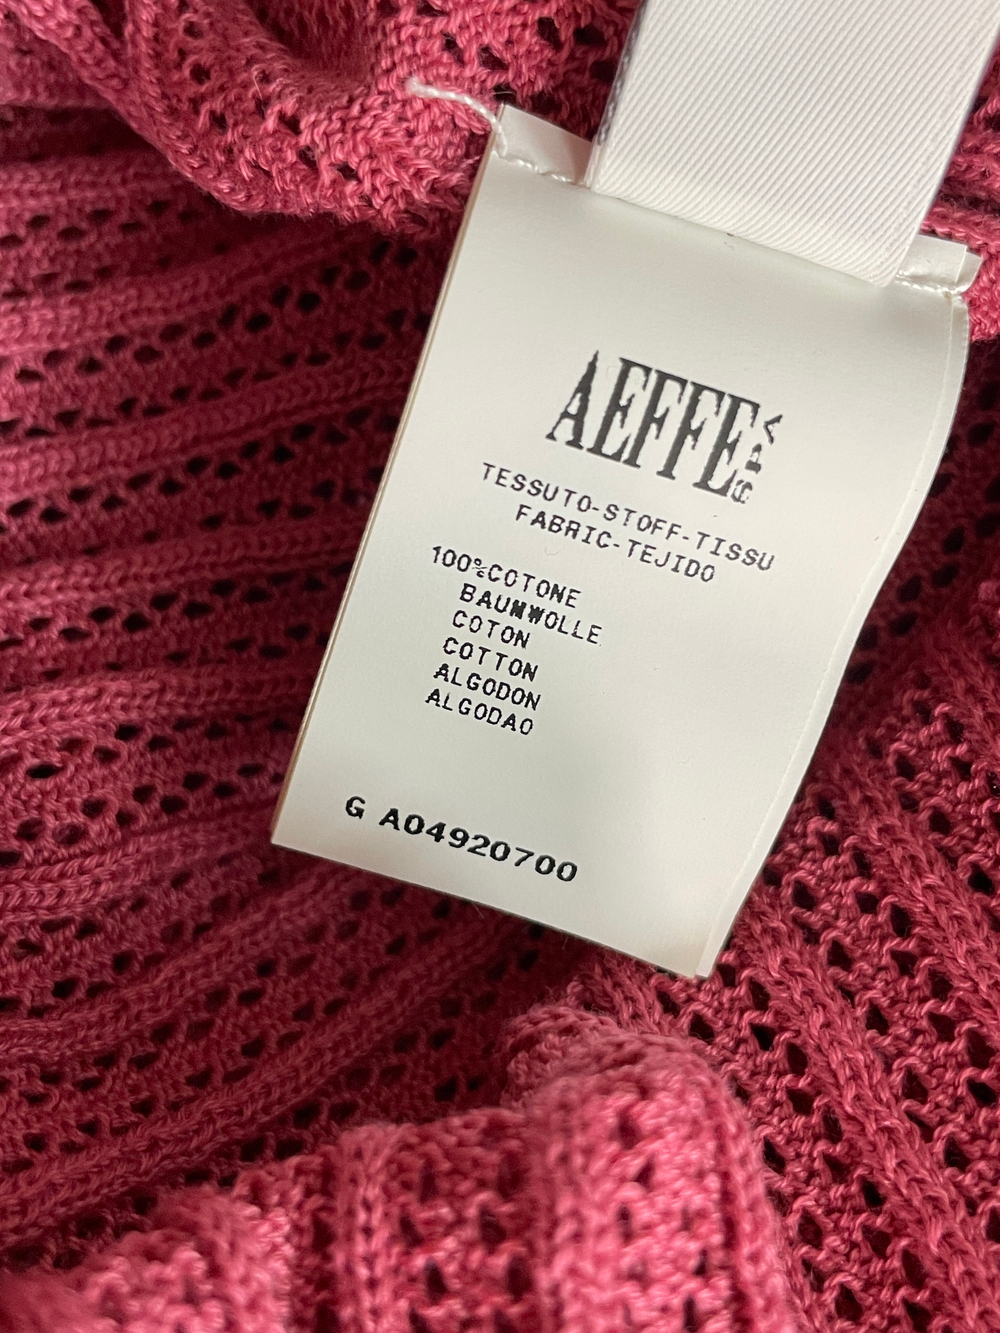 AEFFE SPA
TESSUTO-STOFF-TISSU
FABRIC-TEJIDO
100%COTONE
BAUMWOLLE
COTON
COTTON
ALGODON
ALGODAO
G A04920700